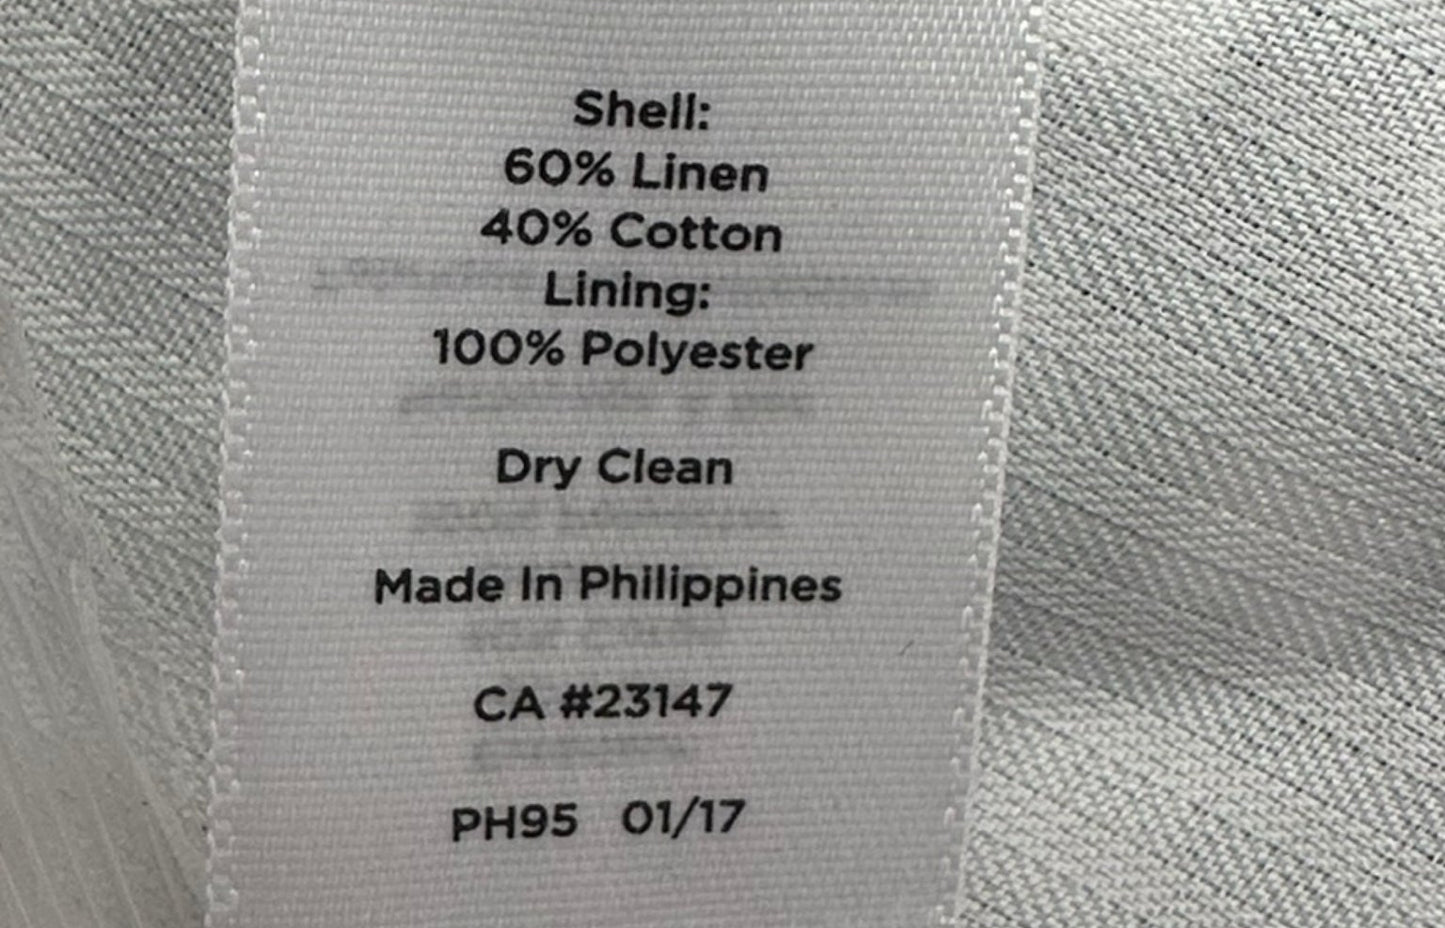 Shell:
60% Linen
40% Cotton
Lining:
100% Polyester
Dry Clean
Made In Philippines
CA #23147
PH95 01/17